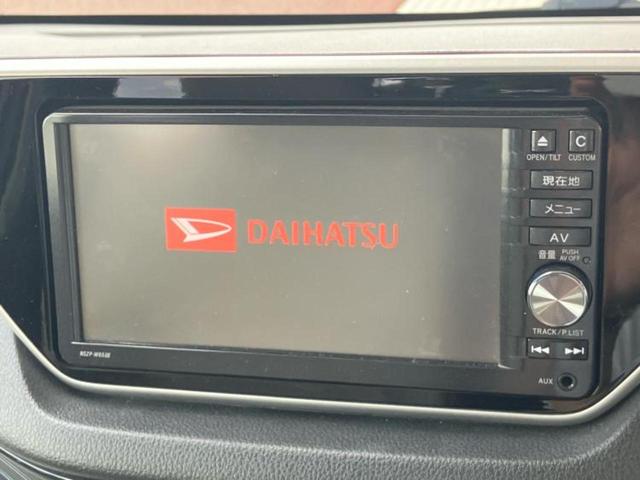 DAIHATSU
OPEN/TILT
C
CUSTOM
現在地
メニュー
AV
音量 PUSH AV OFF
TRACK/P.LIST
AUX